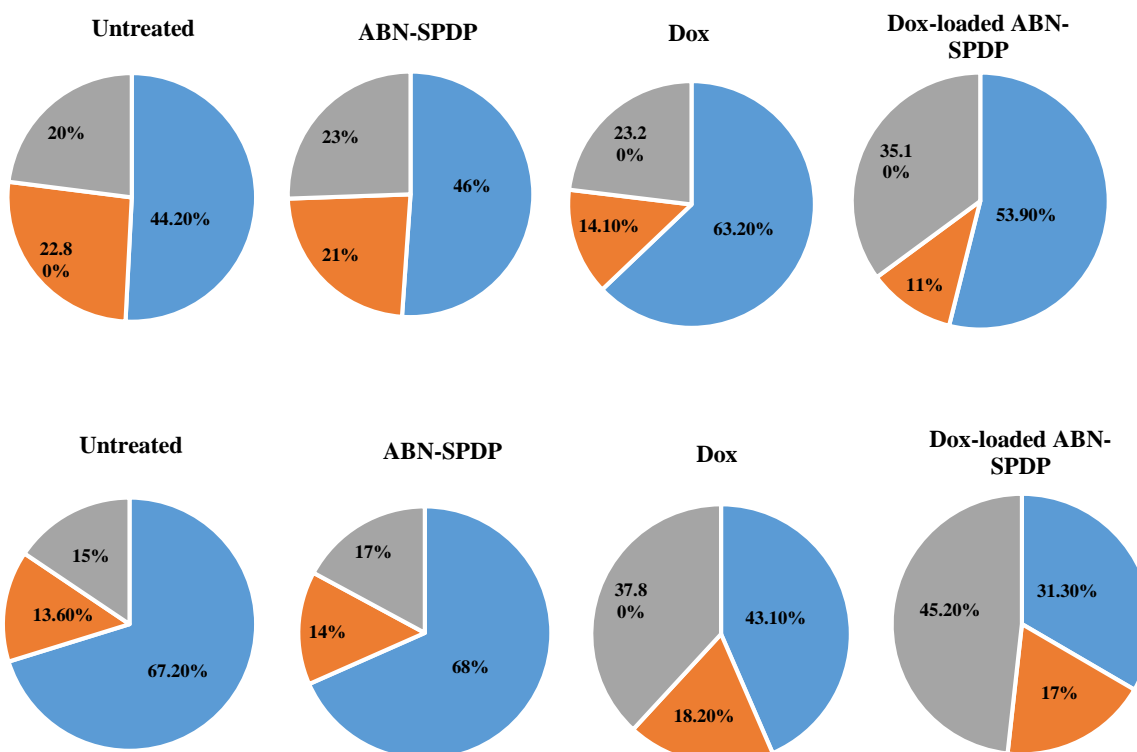 Untreated
ABN-SPDP
Dox
Dox-loaded ABN-
SPDP
20%
44.20%
22.8
0%
23%
46%
21%
23.2
0%
14.10%
63.20%
35.1
0%
53.90%
11%
Untreated
ABN-SPDP
Dox
Dox-loaded ABN-
SPDP
15%
13.60%
67.20%
17%
14%
68%
37.8
0%
43.10%
18.20%
45.20%
31.30%
17%